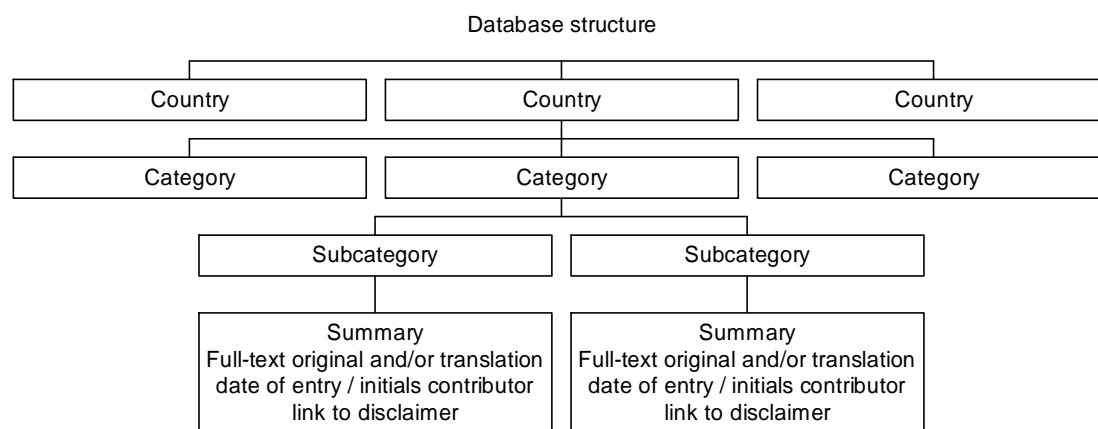 Database structure
Country
Country
Country
Category
Category
Category
Subcategory
Subcategory
Summary
Full-text original and/or translation
date of entry / initials contributor
link to disclaimer
Summary
Full-text original and/or translation
date of entry / initials contributor
link to disclaimer